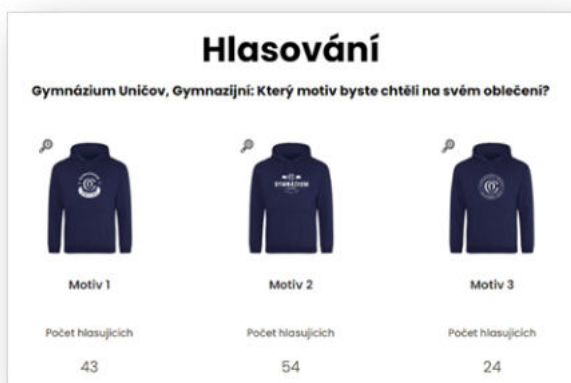 Hlasování
Gymnázium Uničov, Gymnazijní: Který motiv byste chtěli na svém oblečení?
GYMNÁZIUM
Motiv 1 Motiv 2 Motiv 3
Počet hlasujících Počet hlasujících Počet hlasujících
43 54 24